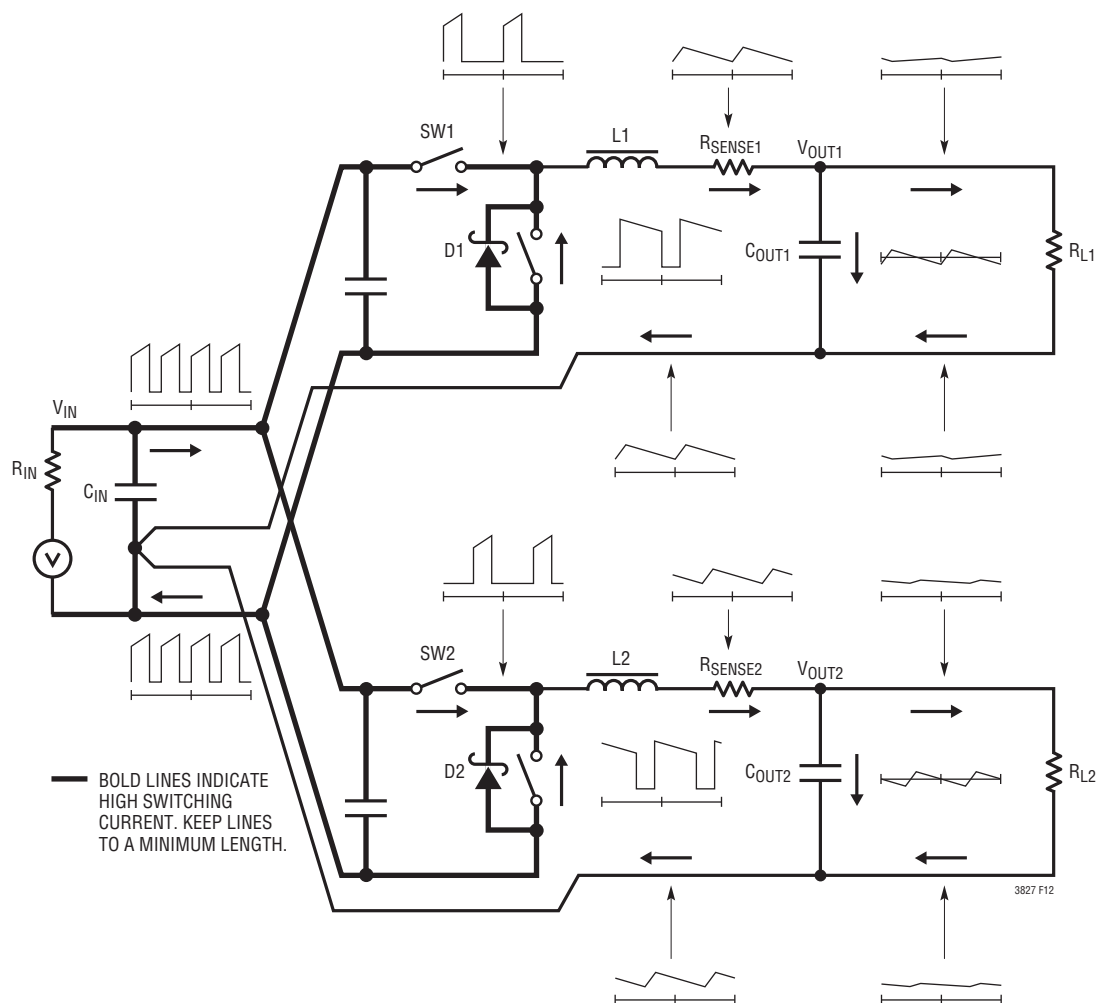 SW1
L1
RSENSE1
VOUT1
D1
COUT1
RL1
VIN
RIN
CIN
V
SW2
L2
RSENSE2
VOUT2
D2
COUT2
RL2
BOLD LINES INDICATE
HIGH SWITCHING
CURRENT. KEEP LINES
TO A MINIMUM LENGTH.
3827 F12